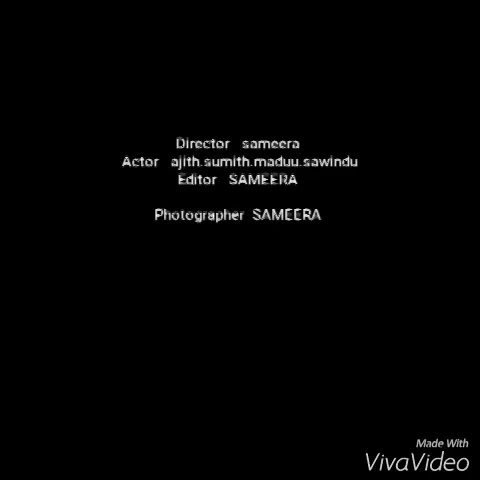 Director sameera
Actor ajith.sumith.maduu.sawindu
Editor SAMEERA
Photographer SAMEERA
Made With
VivaVideo